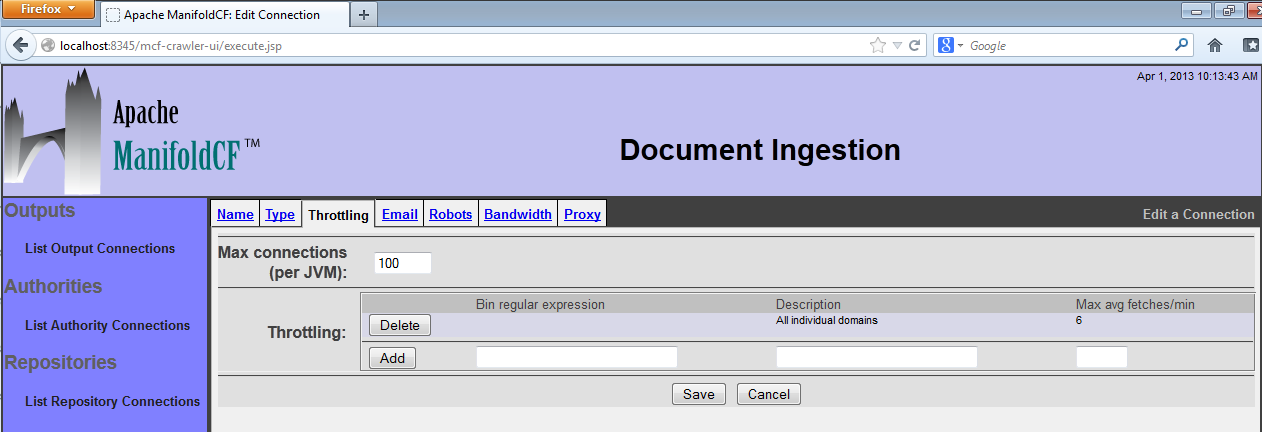 Firefox
Apache ManifoldCF: Edit Connection
localhost:8345/mcf-crawler-ui/execute.jsp
Google
Apr 1, 2013 10:13:43 AM
Apache
ManifoldCF™
Document Ingestion
Outputs
List Output Connections
Authorities
List Authority Connections
Repositories
List Repository Connections
Name Type Throttling Email Robots Bandwidth Proxy
Edit a Connection
Max connections
(per JVM):
100
Throttling:
Bin regular expression Description Max avg fetches/min
Delete All individual domains 6
Add
Save Cancel